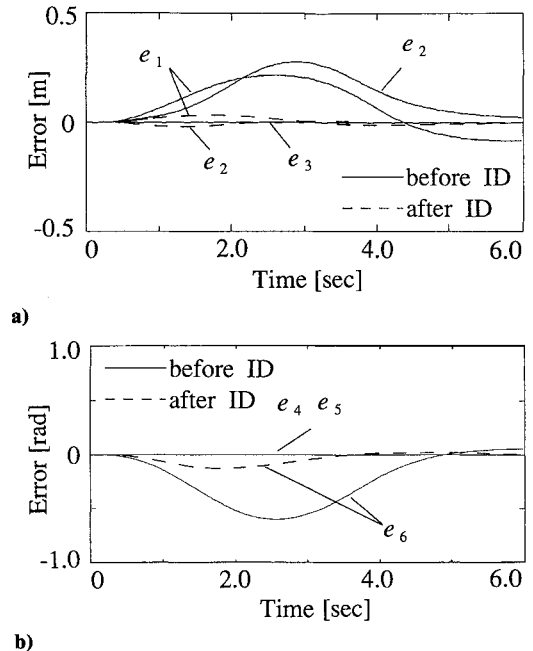 0.5
0
-0.5
Error [m]
e₁
e₂
e₂
e₃
before ID
after ID
0
2.0
4.0
6.0
Time [sec]
a)
1.0
0
-1.0
Error [rad]
before ID
after ID
e₄ e₅
e₆
0
2.0
4.0
6.0
Time [sec]
b)